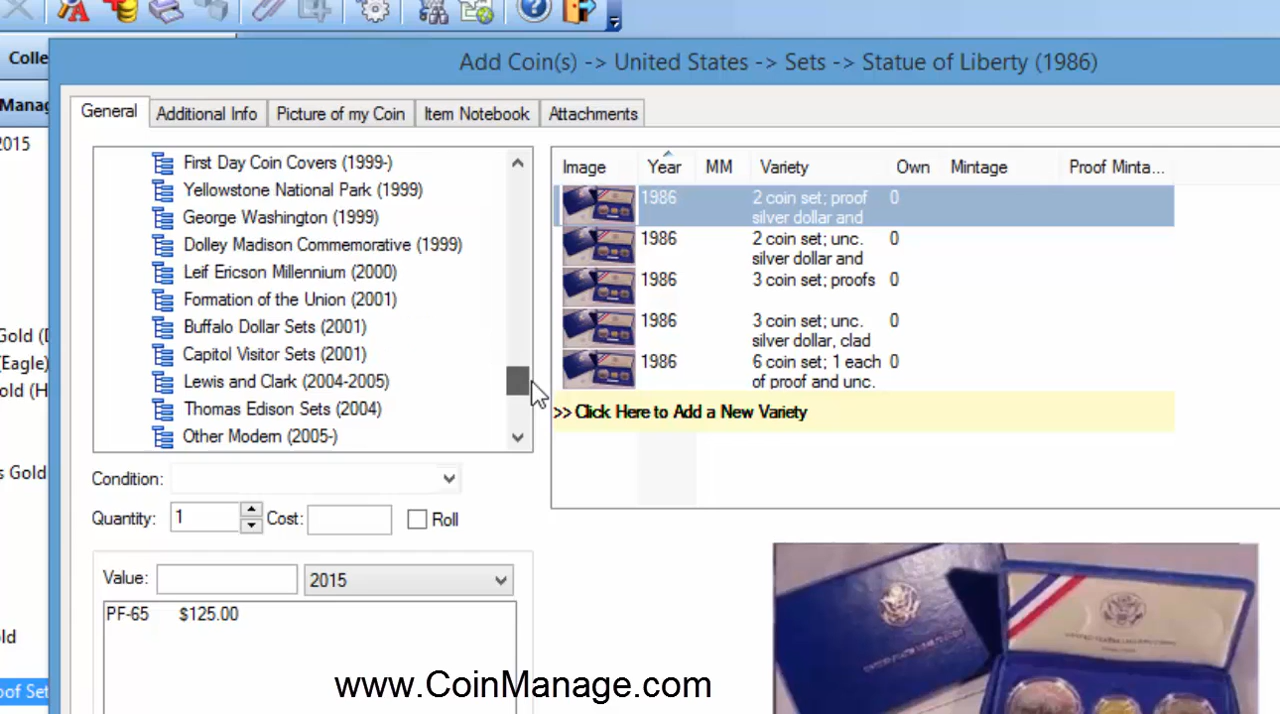 Colle
Add Coin(s) -> United States -> Sets -> Statue of Liberty (1986)
Manag
General
Additional Info
Picture of my Coin
Item Notebook
Attachments
2015
First Day Coin Covers (1999-)
Yellowstone National Park (1999)
George Washington (1999)
Dolley Madison Commemorative (1999)
Leif Ericson Millennium (2000)
Formation of the Union (2001)
Buffalo Dollar Sets (2001)
Capitol Visitor Sets (2001)
Lewis and Clark (2004-2005)
Thomas Edison Sets (2004)
Other Modern (2005-)
Image Year MM Variety Own Mintage Proof Minta...
1986 2 coin set; proof 0
silver dollar and
1986 2 coin set; unc. 0
silver dollar and
1986 3 coin set; proofs 0
1986 3 coin set; unc. 0
silver dollar, clad
1986 6 coin set; 1 each 0
of proof and unc.
>> Click Here to Add a New Variety
Gold (D
(Eagle)
old (H
s Gold
Condition:
Quantity: 1 Cost: Roll
Value: 2015
PF-65 $125.00
ld
oof Set
www.CoinManage.com